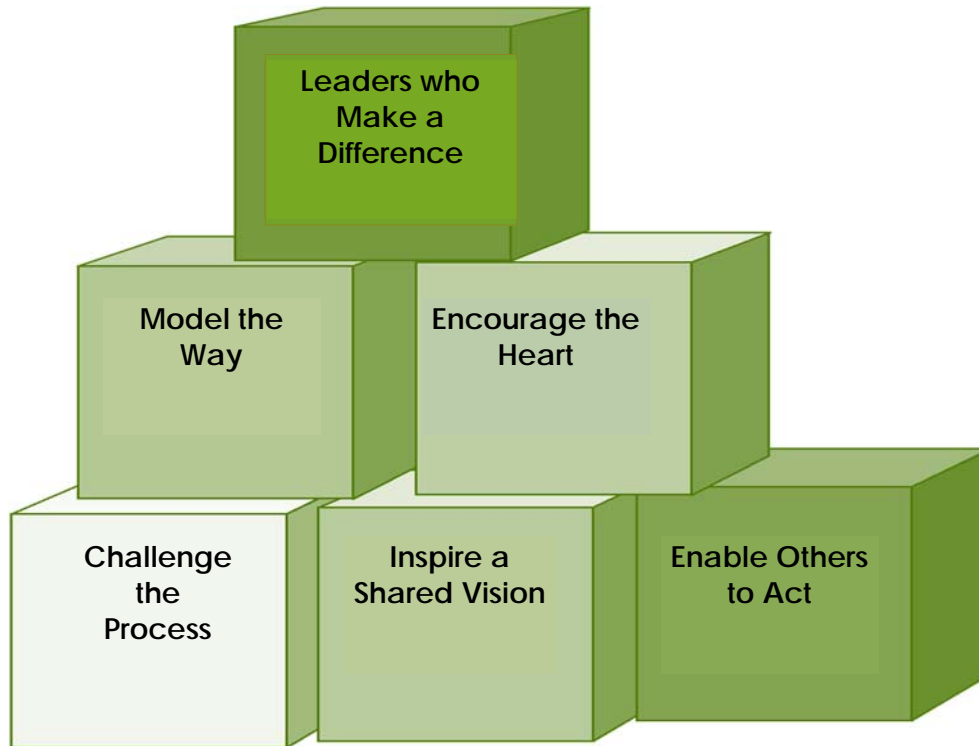 Leaders who
Make a
Difference
Model the
Way
Encourage the
Heart
Challenge
the
Process
Inspire a
Shared Vision
Enable Others
to Act